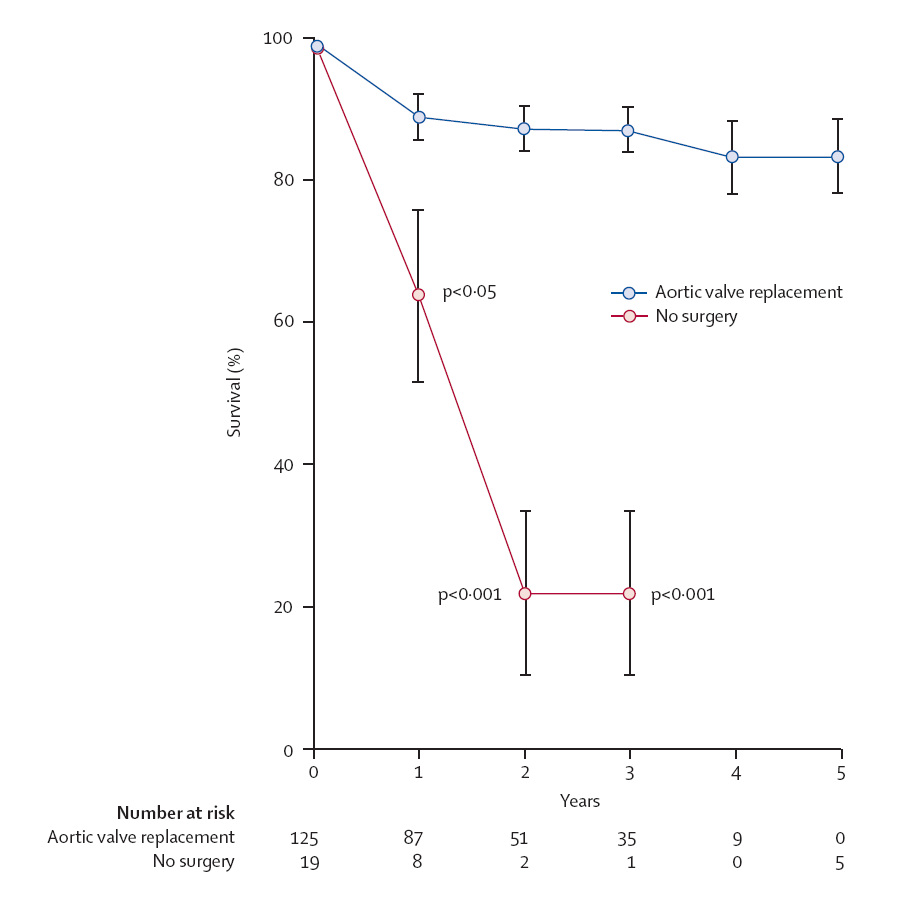 100
80
60
40
20
0
Survival (%)
p<0·05
Aortic valve replacement
No surgery
p<0·001
p<0·001
0 1 2 3 4 5
Years
Number at risk
Aortic valve replacement 125 87 51 35 9 0
No surgery 19 8 2 1 0 5